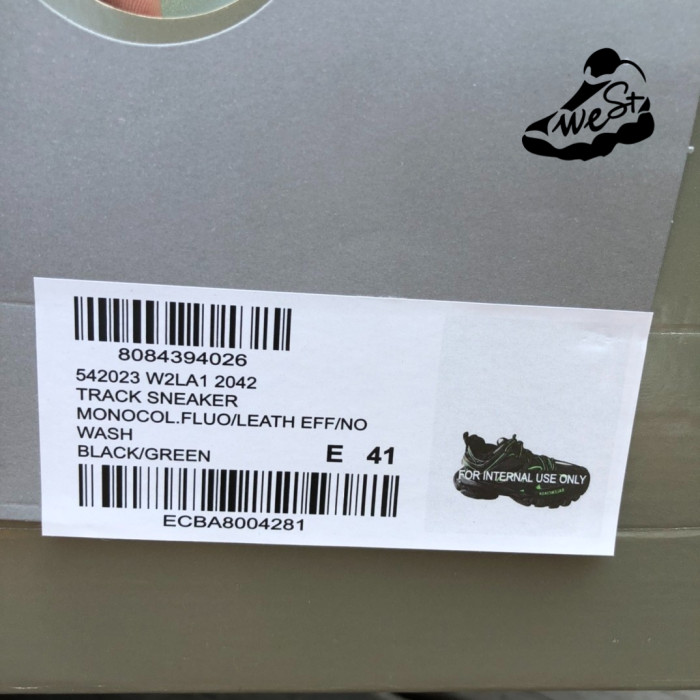 weSt
8084394026
542023 W2LA1 2042
TRACK SNEAKER
MONOCOL.FLUO/LEATH EFF/NO
WASH
BLACK/GREEN E 41
FOR INTERNAL USE ONLY
ECBA8004281